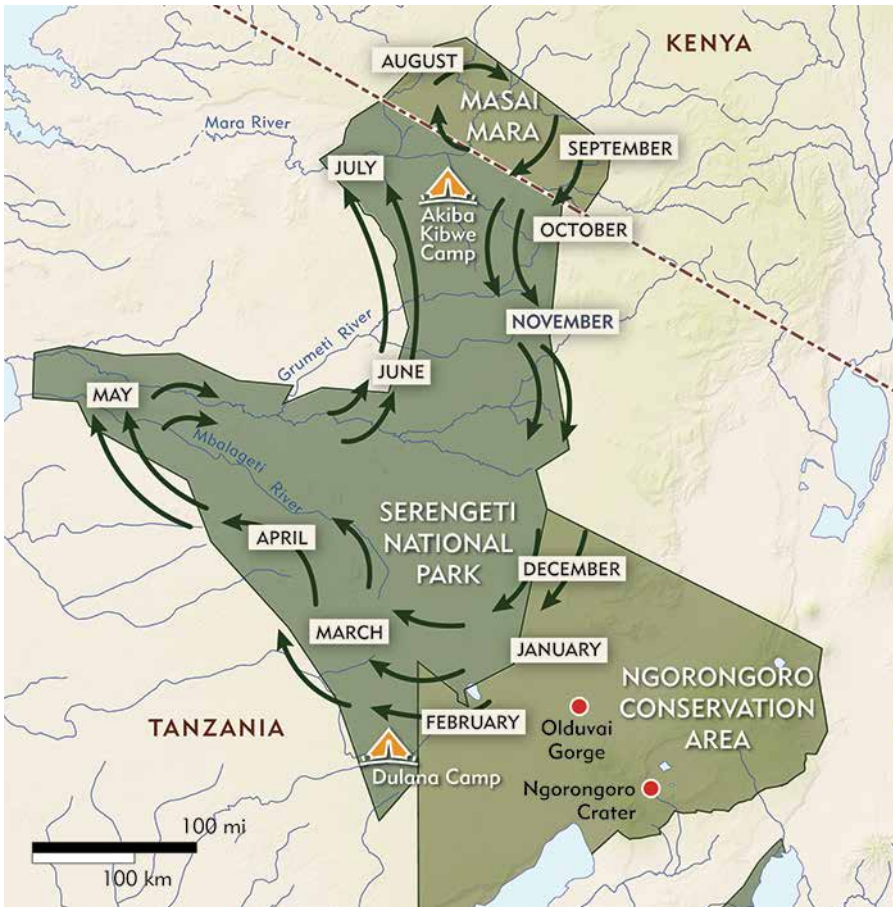 KENYA
AUGUST
MASAI
MARA
Mara River
SEPTEMBER
JULY
Akiba
Kibwe
Camp
OCTOBER
NOVEMBER
Grumeti River
JUNE
MAY
Mbalageti
River
SERENGETI
NATIONAL
PARK
APRIL
DECEMBER
MARCH
JANUARY
NGORONGORO
CONSERVATION
AREA
TANZANIA
FEBRUARY
Olduvai
Gorge
Dulana Camp
Ngorongoro
Crater
100 mi
100 km